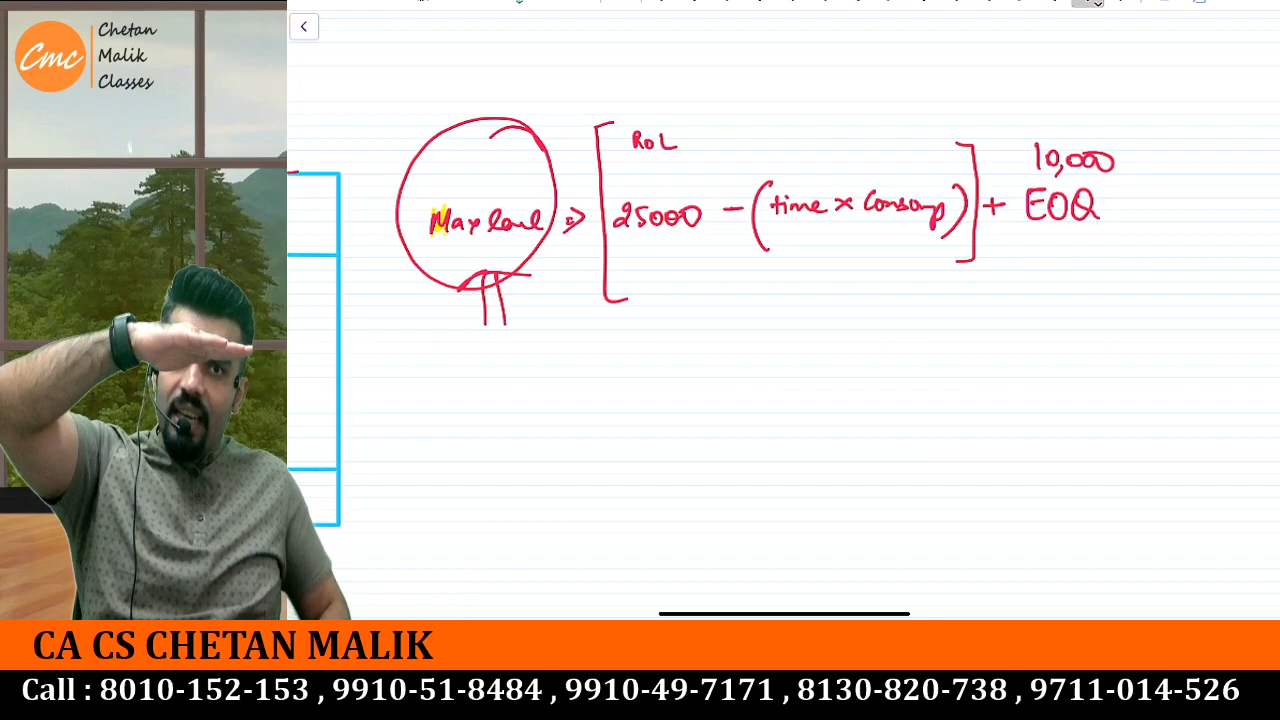 Cmc
Chetan
Malik
Classes
ROL
Max level => [25000 - (time × Consmp)] + EOQ
10,000
CA CS CHETAN MALIK
Call : 8010-152-153 , 9910-51-8484 , 9910-49-7171 , 8130-820-738 , 9711-014-526